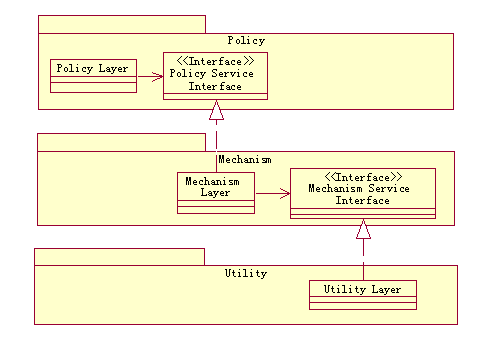 Policy
Policy Layer
<<Interface>>
Policy Service
Interface
Mechanism
Mechanism
Layer
<<Interface>>
Mechanism Service
Interface
Utility
Utility Layer